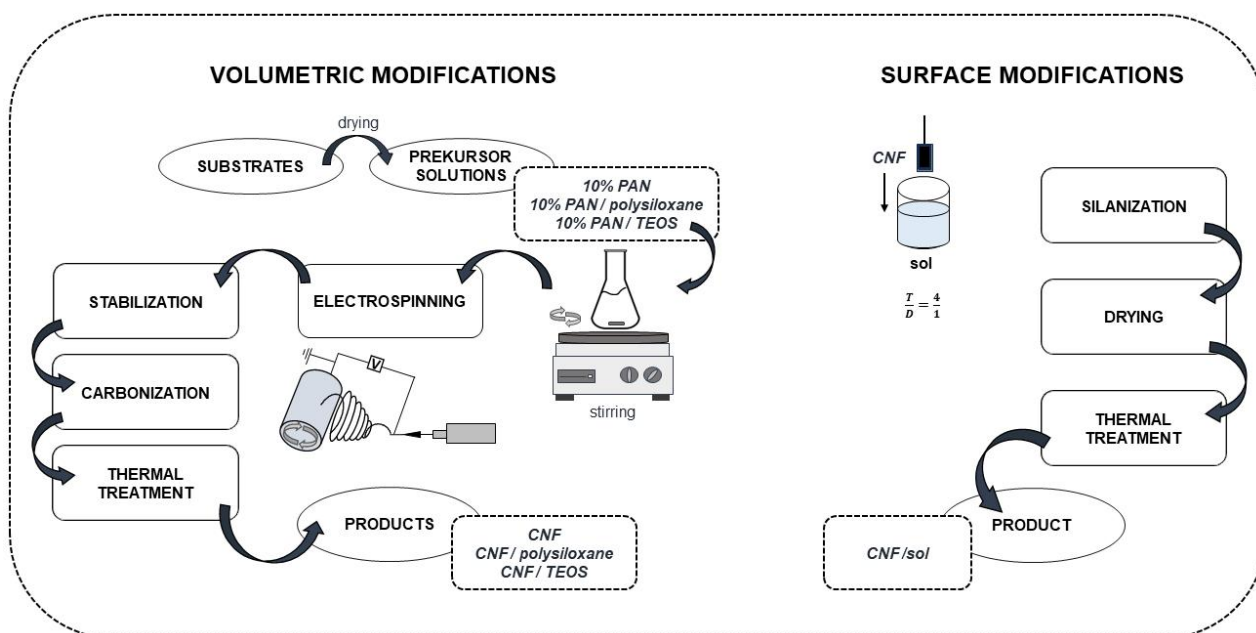 VOLUMETRIC MODIFICATIONS
drying
SUBSTRATES
PREKURSOR
SOLUTIONS
10% PAN
10% PAN / polysiloxane
10% PAN / TEOS
STABILIZATION
ELECTROSPINNING
V
stirring
CARBONIZATION
THERMAL
TREATMENT
PRODUCTS
CNF
CNF / polysiloxane
CNF / TEOS
SURFACE MODIFICATIONS
CNF
sol
T/D = 4/1
SILANIZATION
DRYING
THERMAL
TREATMENT
PRODUCT
CNF/sol